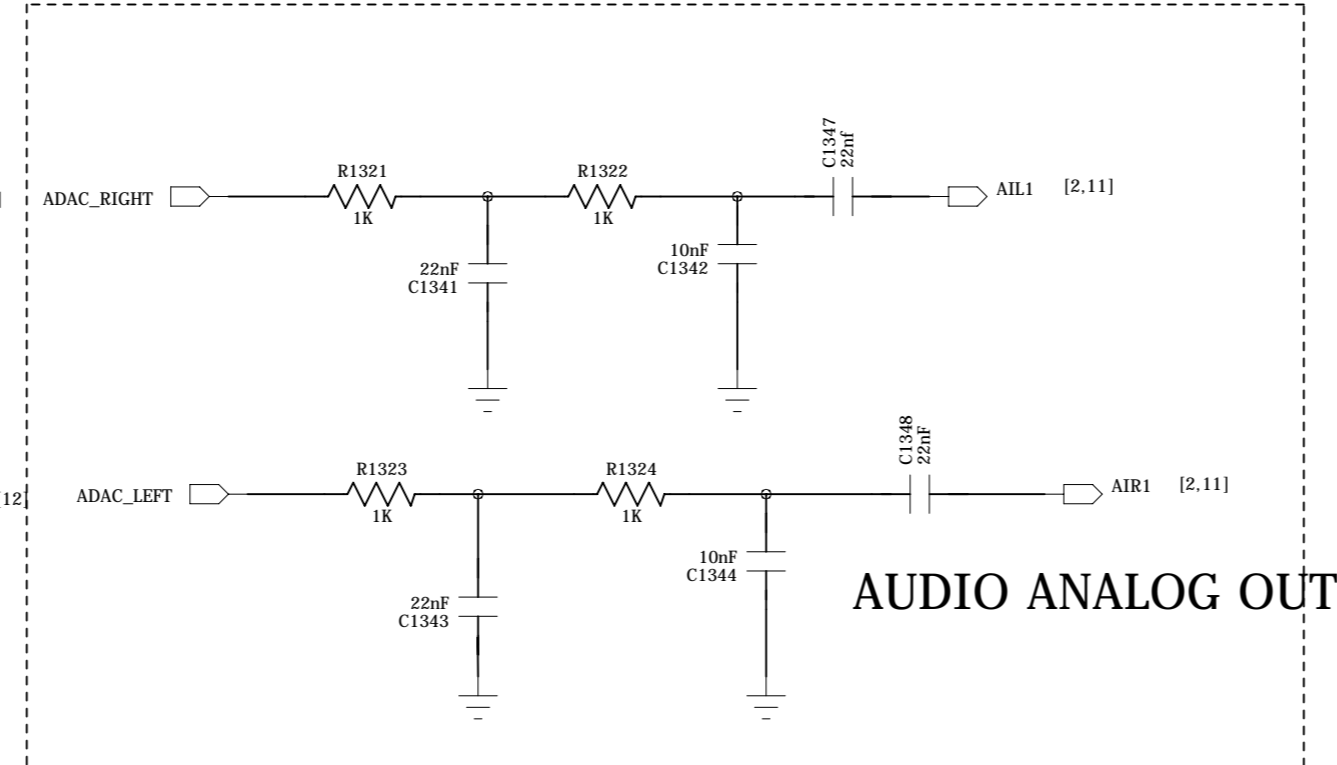 C1347
22nf
R1321
R1322
]
ADAC_RIGHT
AIL1 [2,11]
1K
1K
22nF
C1341
10nF
C1342
C1348
22nF
R1323
R1324
12]
ADAC_LEFT
AIR1 [2,11]
1K
1K
10nF
C1344
22nF
C1343
AUDIO ANALOG OUT